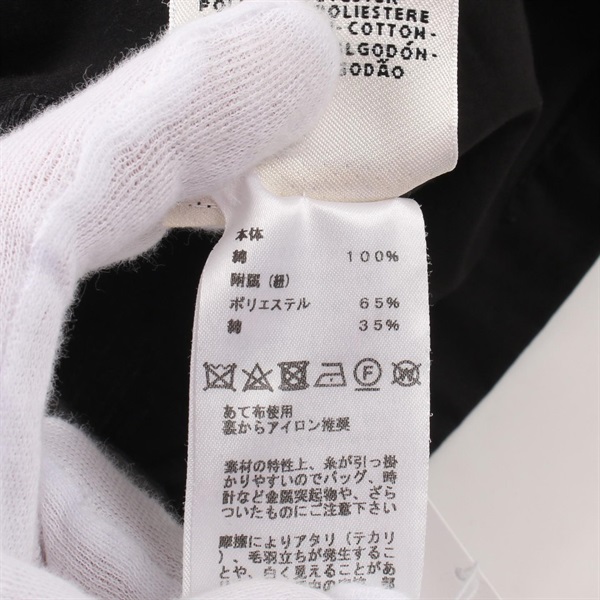 POLIESTERE
-COTTON-
ALGODÓN-
GODÃO
本体
綿 100%
附属(紐)
ポリエステル 65%
綿 35%
あて布使用
裏からアイロン推奨
素材の特性上、糸が引っ掛
かりやすいのでバッグ、時
計など金属突起物や、ざら
ついたものにご注意下さい
摩擦によりアタリ(テカリ
)、毛羽立ちが発生するこ
とや、白く見えることがあ